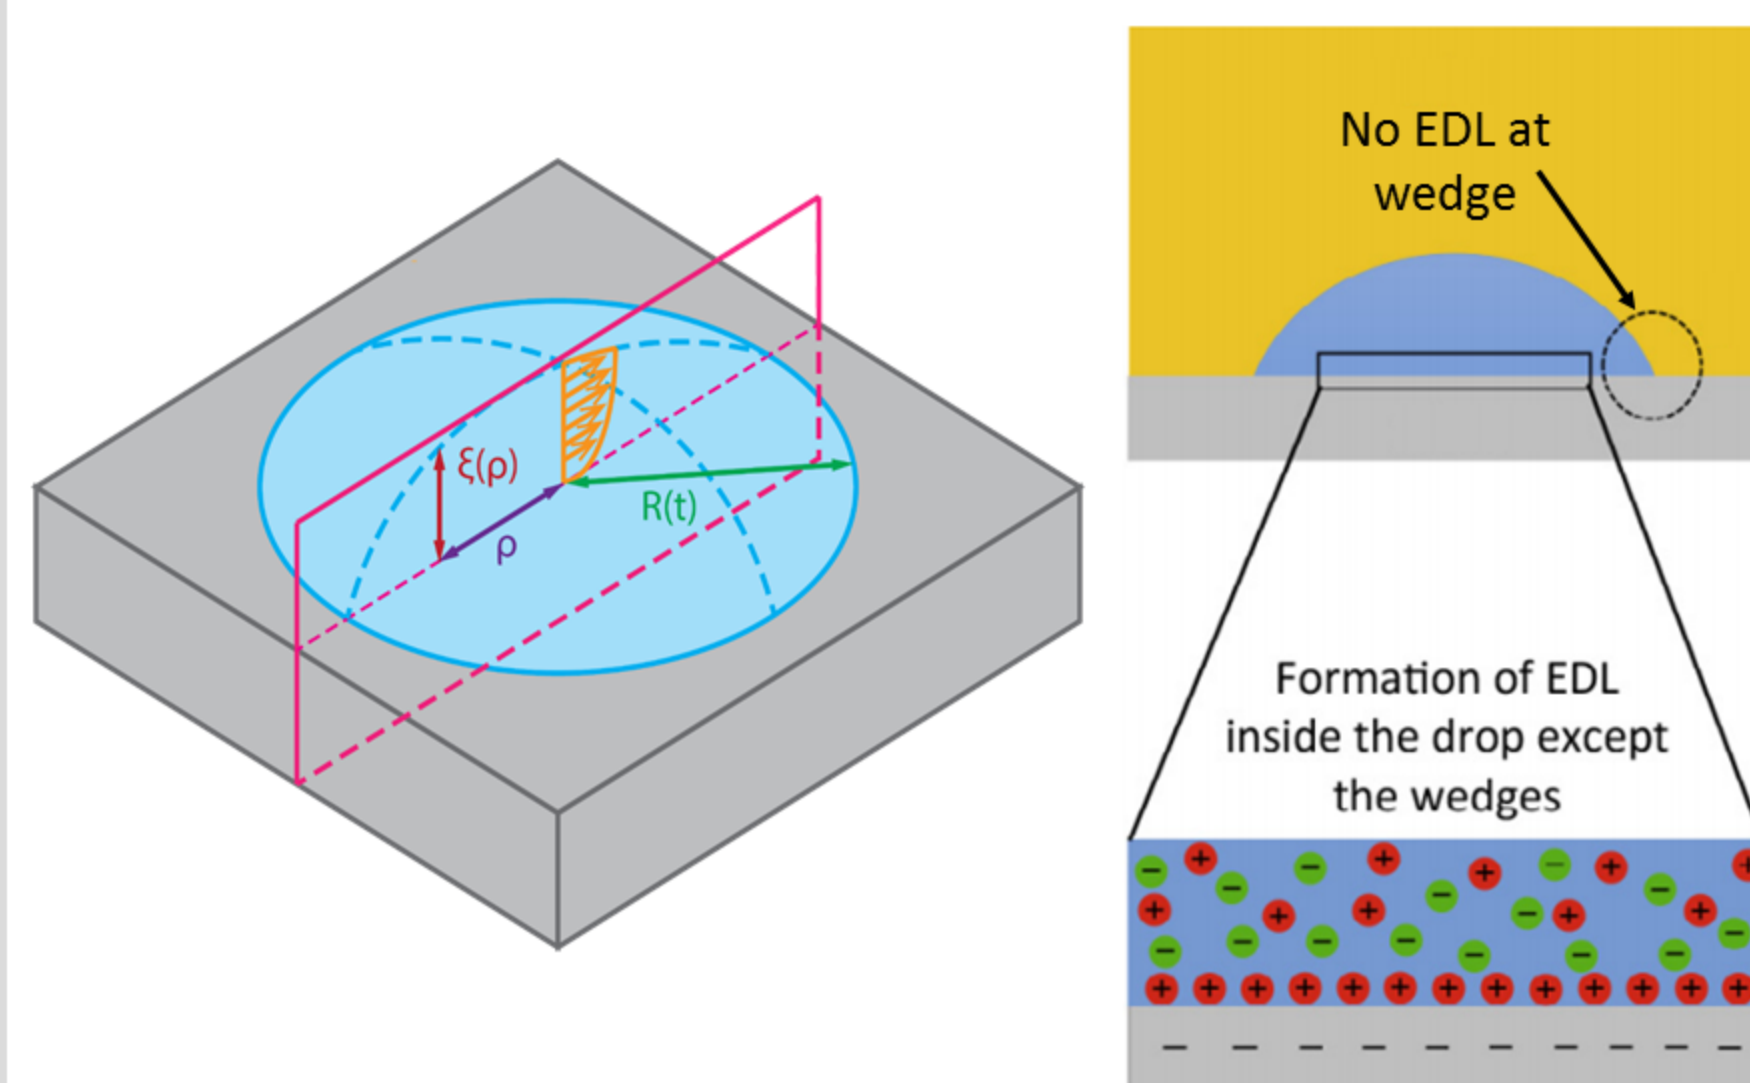 ξ(ρ)
R(t)
ρ
No EDL at
wedge
Formation of EDL
inside the drop except
the wedges